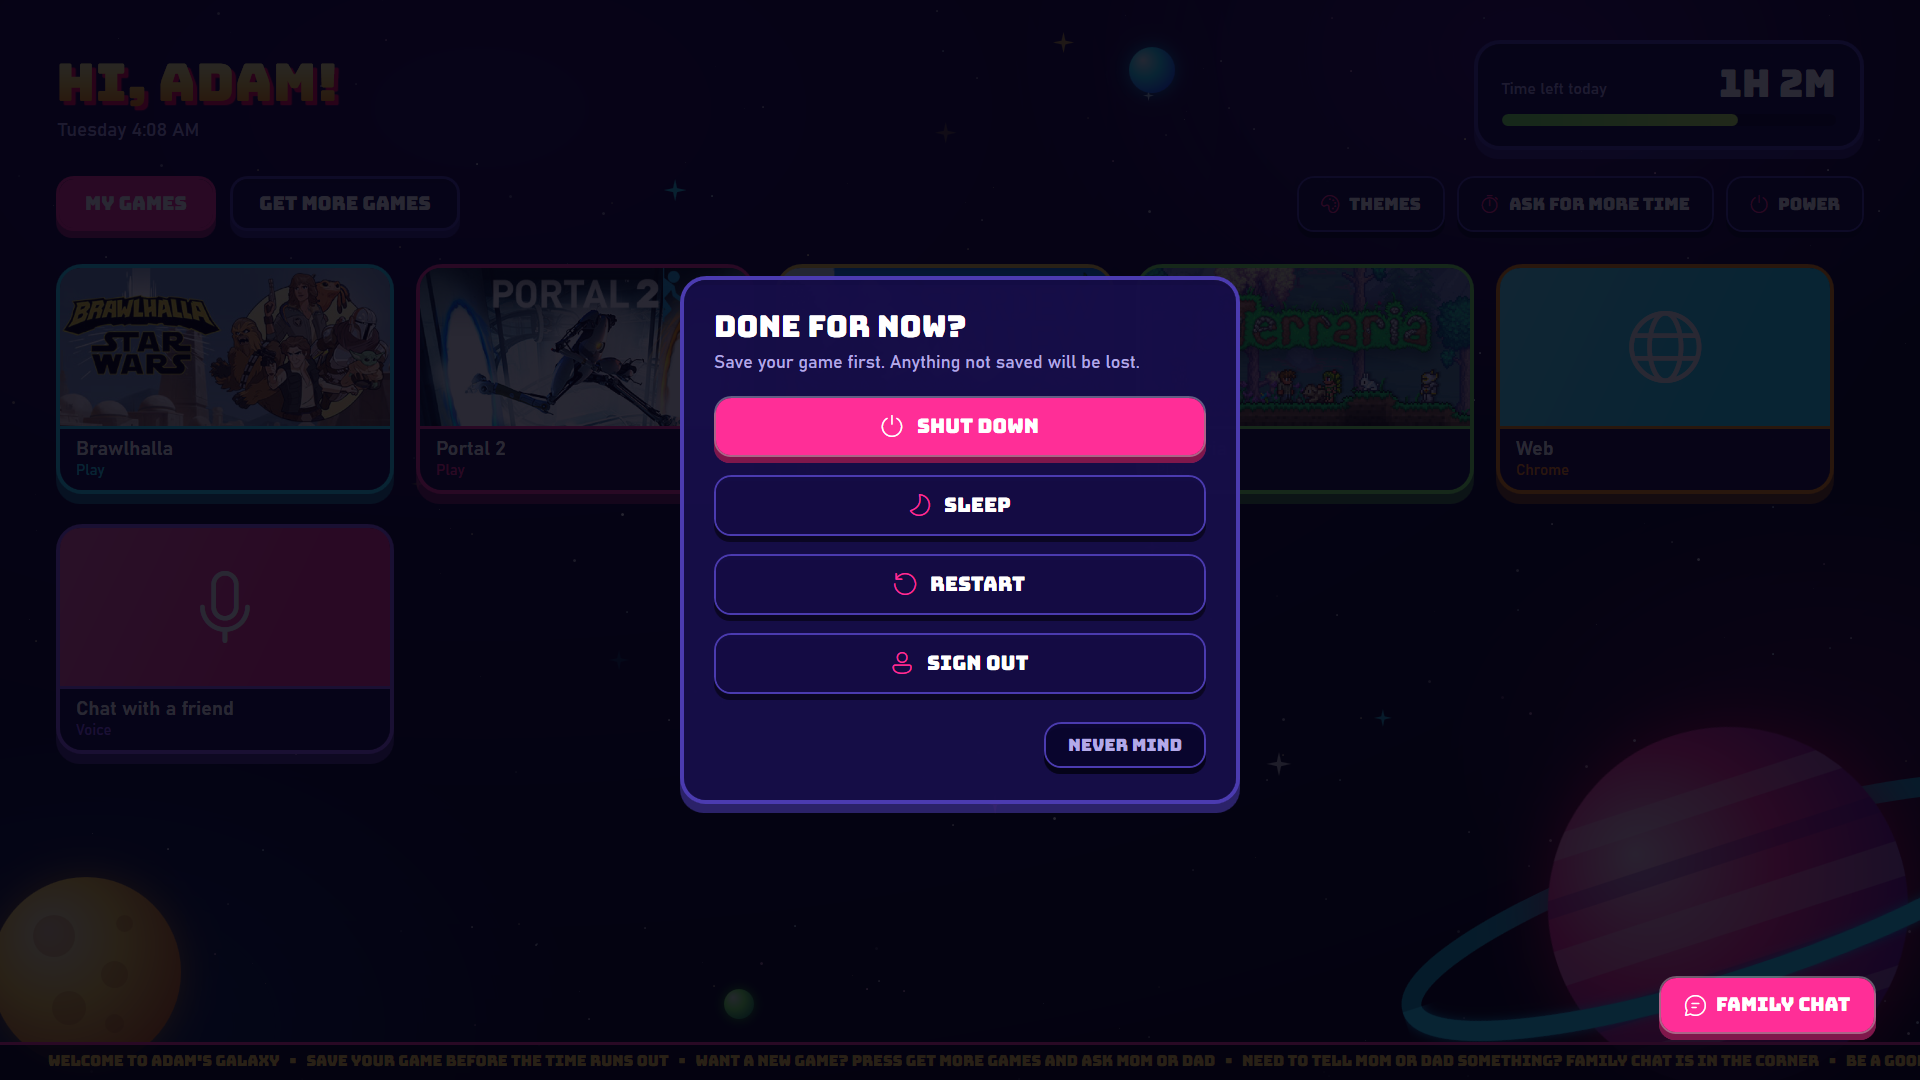 HI, ADAM!
Tuesday 4:08 AM
Time left today
1H 2M
MY GAMES
GET MORE GAMES
THEMES
ASK FOR MORE TIME
POWER
BRAWLHALLA
STAR WARS
PORTAL 2
Terraria
Brawlhalla
Play
Portal 2
Play
Web
Chrome
Chat with a friend
Voice
DONE FOR NOW?
Save your game first. Anything not saved will be lost.
SHUT DOWN
SLEEP
RESTART
SIGN OUT
NEVER MIND
FAMILY CHAT
WELCOME TO ADAM'S GALAXY ▪ SAVE YOUR GAME BEFORE THE TIME RUNS OUT ▪ WANT A NEW GAME? PRESS GET MORE GAMES AND ASK MOM OR DAD ▪ NEED TO TELL MOM OR DAD SOMETHING? FAMILY CHAT IS IN THE CORNER ▪ BE A